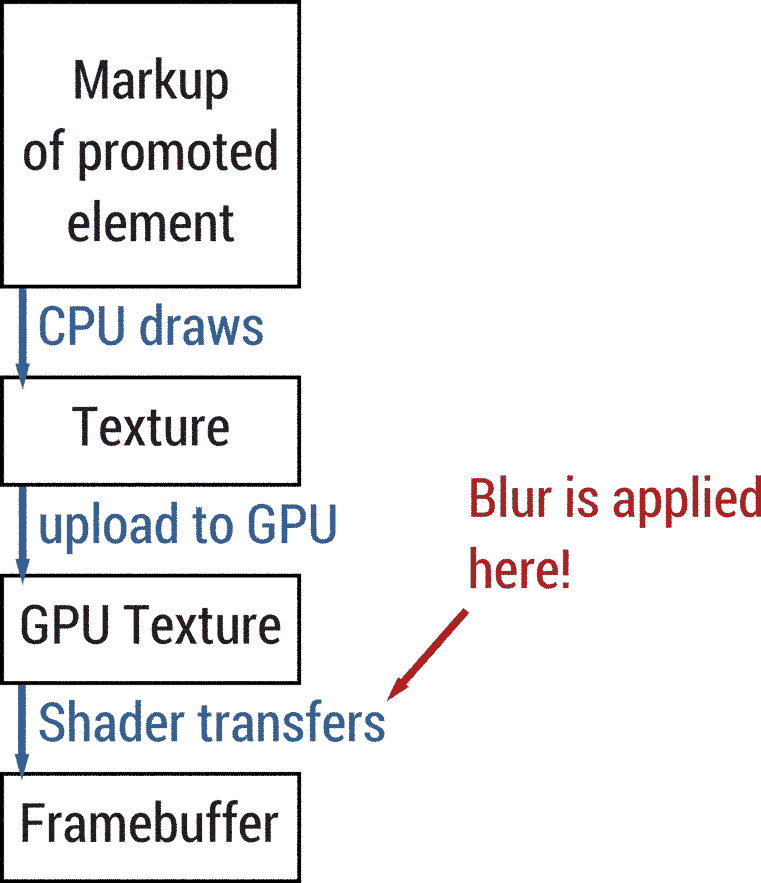 Markup
of promoted
element
CPU draws
Texture
upload to GPU
Blur is applied
here!
GPU Texture
Shader transfers
Framebuffer